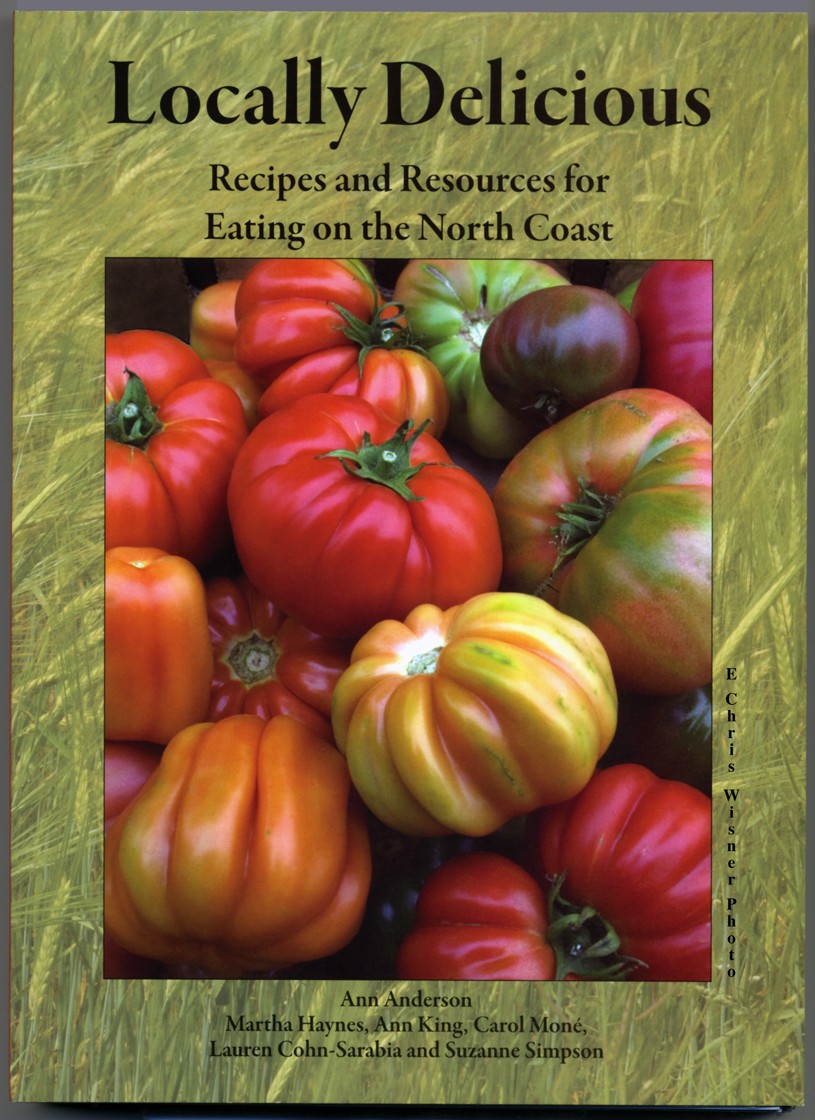 Locally Delicious
Recipes and Resources for
Eating on the North Coast
E Chris Wisner Photo
Ann Anderson
Martha Haynes, Ann King, Carol Moné,
Lauren Cohn-Sarabia and Suzanne Simpson